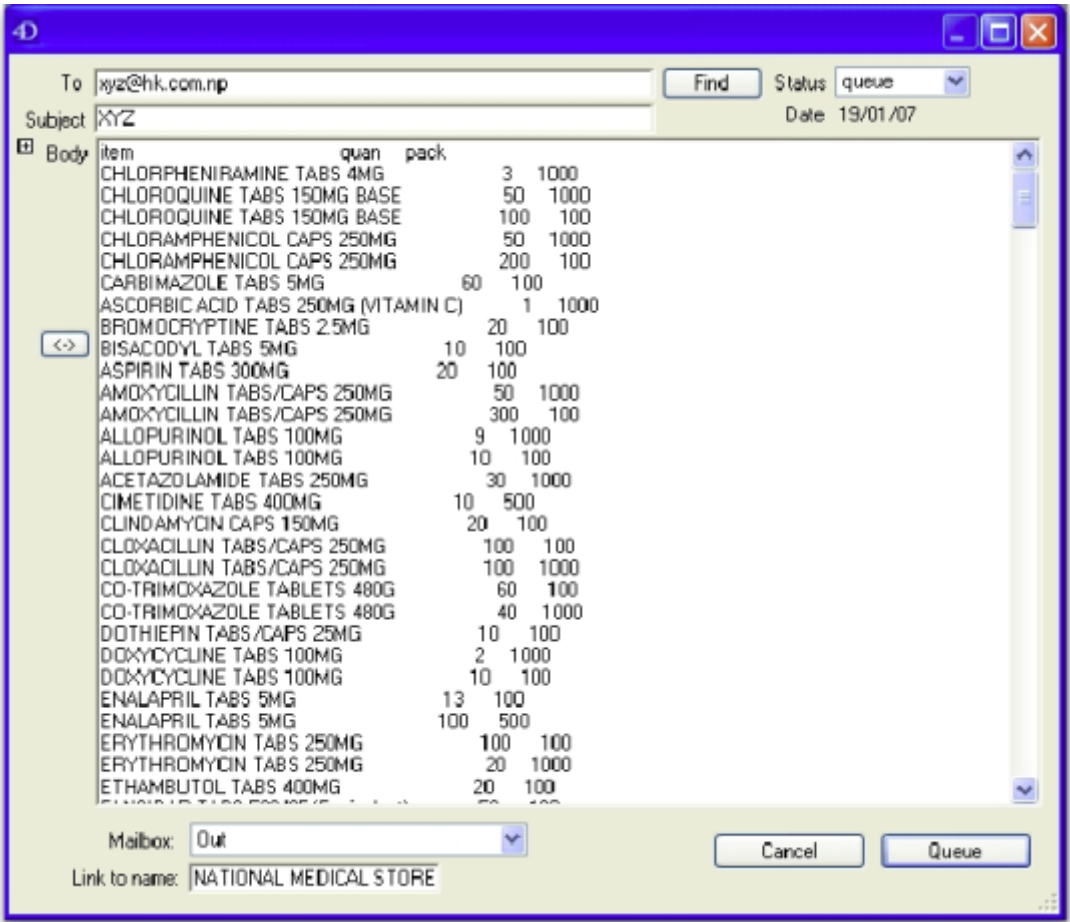 4D
To xyz@hk.com.np Find Status queue
Subject XYZ Date 19/01/07
Body item quan pack
CHLORPHENIRAMINE TABS 4MG 3 1000
CHLOROQUINE TABS 150MG BASE 50 1000
CHLOROQUINE TABS 150MG BASE 100 100
CHLORAMPHENICOL CAPS 250MG 50 1000
CHLORAMPHENICOL CAPS 250MG 200 100
CARBIMAZOLE TABS 5MG 60 100
ASCORBIC ACID TABS 250MG (VITAMIN C) 1 1000
BROMOCRYPTINE TABS 2.5MG 20 100
<-> BISACODYL TABS 5MG 10 100
ASPIRIN TABS 300MG 20 100
AMOXYCILLIN TABS/CAPS 250MG 50 1000
AMOXYCILLIN TABS/CAPS 250MG 300 100
ALLOPURINOL TABS 100MG 9 1000
ALLOPURINOL TABS 100MG 10 100
ACETAZOLAMIDE TABS 250MG 30 1000
CIMETIDINE TABS 400MG 10 500
CLINDAMYCIN CAPS 150MG 20 100
CLOXACILLIN TABS/CAPS 250MG 100 100
CLOXACILLIN TABS/CAPS 250MG 100 1000
CO-TRIMOXAZOLE TABLETS 480G 60 100
CO-TRIMOXAZOLE TABLETS 480G 40 1000
DOTHIEPIN TABS/CAPS 25MG 10 100
DOXYCYCLINE TABS 100MG 2 1000
DOXYCYCLINE TABS 100MG 10 100
ENALAPRIL TABS 5MG 13 100
ENALAPRIL TABS 5MG 100 500
ERYTHROMYCIN TABS 250MG 100 100
ERYTHROMYCIN TABS 250MG 20 1000
ETHAMBUTOL TABS 400MG 20 100
Mailbox: Out Cancel Queue
Link to name: NATIONAL MEDICAL STORE